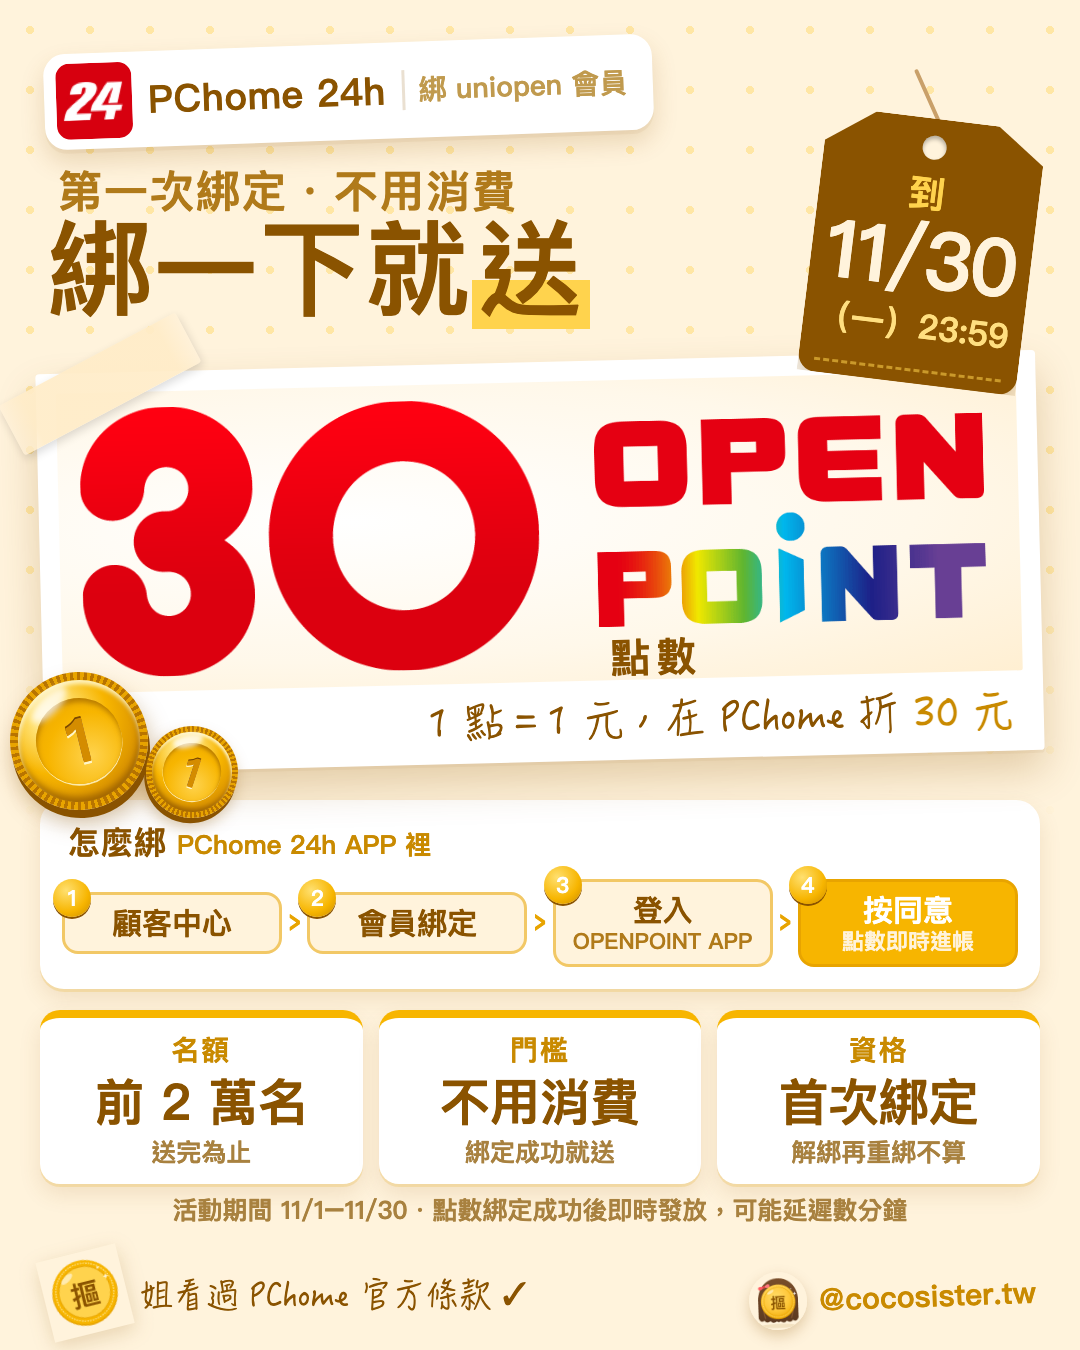 24 PChome 24h 綁 uniopen 會員
第一次綁定・不用消費
綁一下就送
到
11/30
(一) 23:59
30 OPEN
POiNT
點數
1 點=1 元,在 PChome 折 30 元
1
1
怎麼綁 PChome 24h APP 裡
1 顧客中心 › 2 會員綁定 › 3 登入 OPENPOINT APP › 4 按同意 點數即時進帳
名額
前 2 萬名
送完為止
門檻
不用消費
綁定成功就送
資格
首次綁定
解綁再重綁不算
活動期間 11/1–11/30・點數綁定成功後即時發放,可能延遲數分鐘
摳 姐看過 PChome 官方條款 ✓
摳 @cocosister.tw